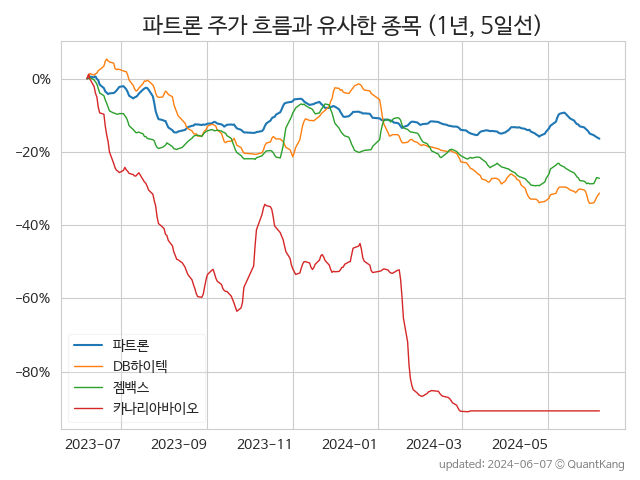 파트론 주가 흐름과 유사한 종목 (1년, 5일선)
0%
−20%
−40%
−60%
−80%
파트론
DB하이텍
젬백스
카나리아바이오
2023-07 2023-09 2023-11 2024-01 2024-03 2024-05
updated: 2024-06-07 © QuantKang